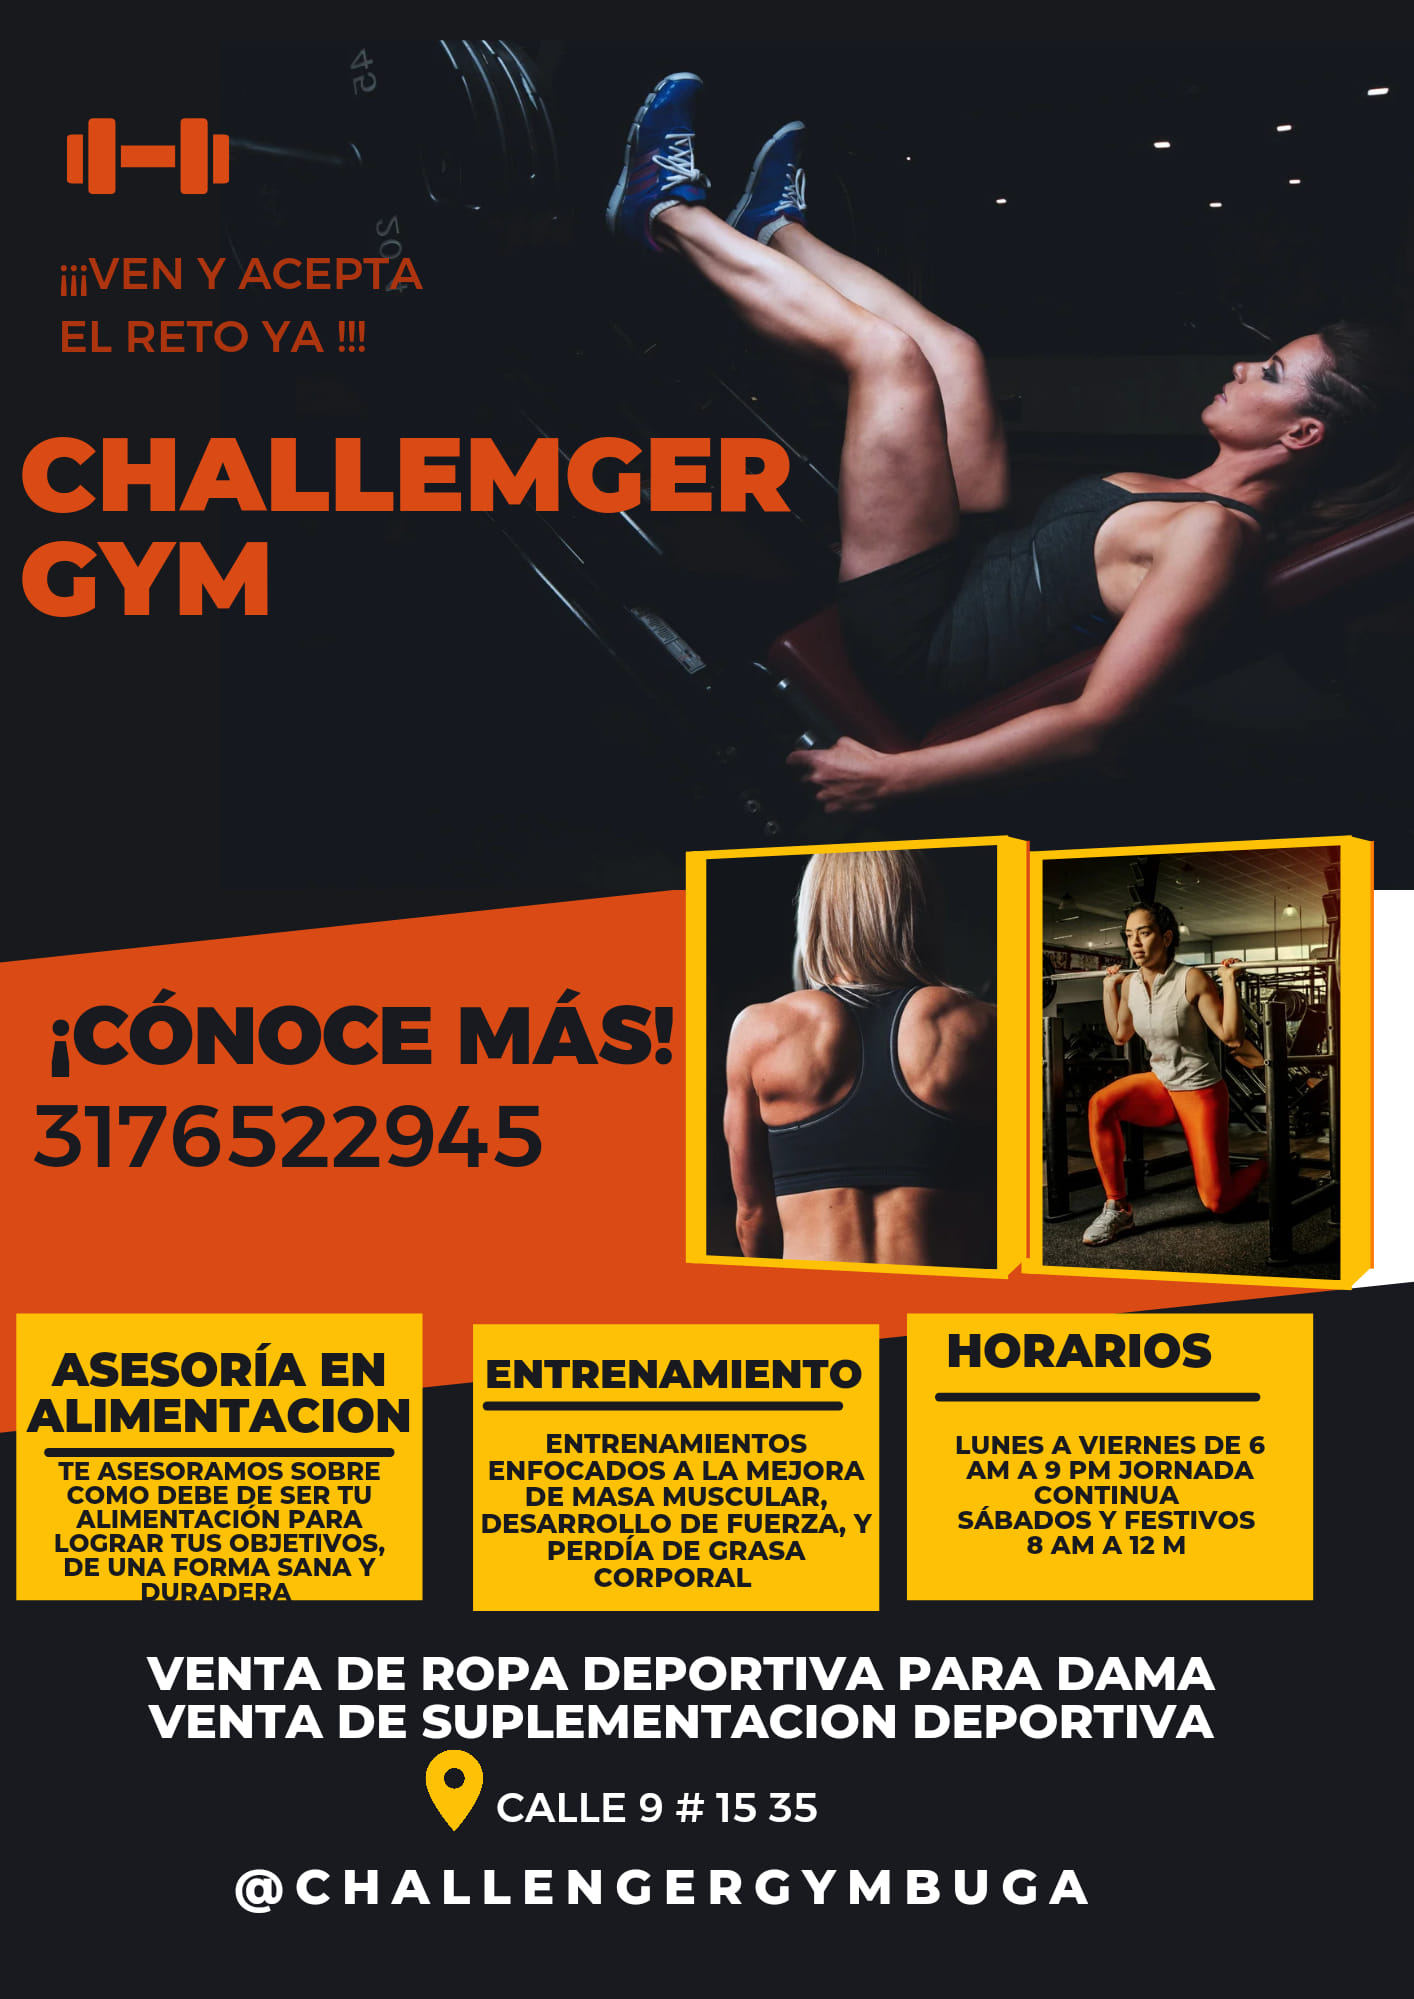 45
20
¡¡¡VEN Y ACEPTA
EL RETO YA !!!
CHALLEMGER
GYM
¡CÓNOCE MÁS!
3176522945
ASESORÍA EN
ALIMENTACION
TE ASESORAMOS SOBRE
COMO DEBE DE SER TU
ALIMENTACIÓN PARA
LOGRAR TUS OBJETIVOS,
DE UNA FORMA SANA Y
DURADERA
ENTRENAMIENTO
ENTRENAMIENTOS
ENFOCADOS A LA MEJORA
DE MASA MUSCULAR,
DESARROLLO DE FUERZA, Y
PERDÍA DE GRASA
CORPORAL
HORARIOS
LUNES A VIERNES DE 6
AM A 9 PM JORNADA
CONTINUA
SÁBADOS Y FESTIVOS
8 AM A 12 M
VENTA DE ROPA DEPORTIVA PARA DAMA
VENTA DE SUPLEMENTACION DEPORTIVA
CALLE 9 # 15 35
@CHALLENGERGYMBUGA